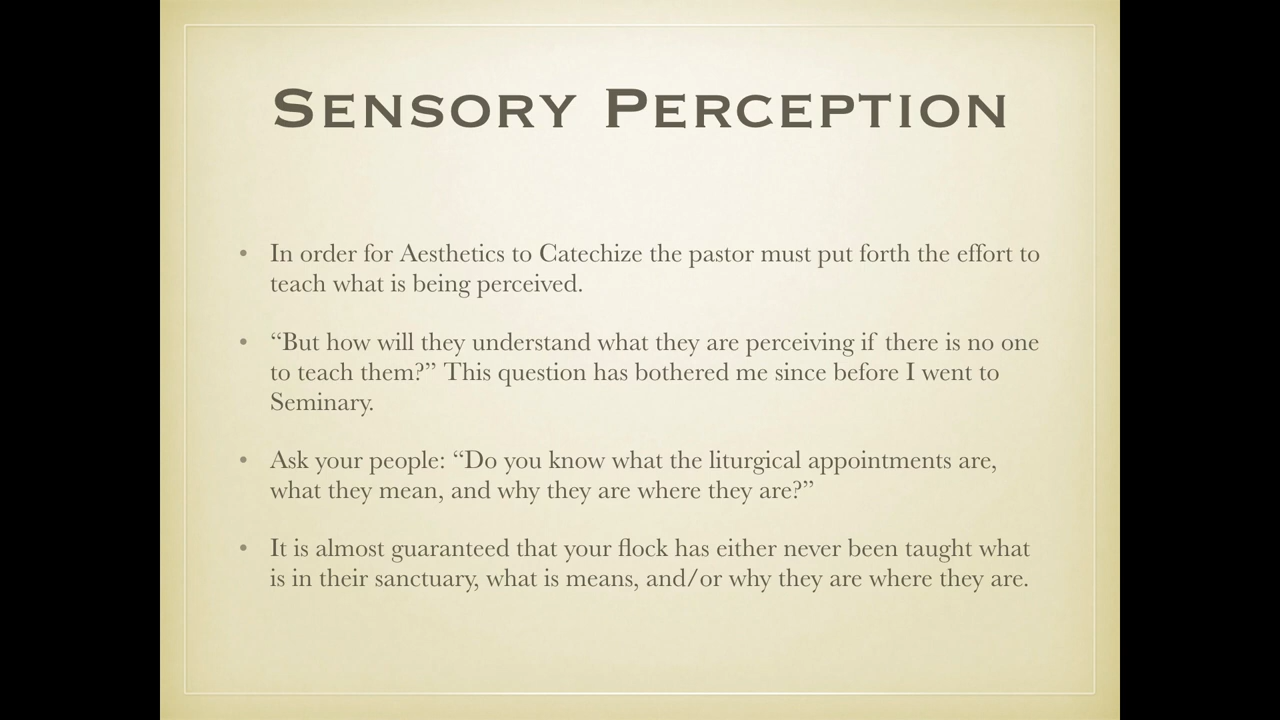 Sensory Perception
• In order for Aesthetics to Catechize the pastor must put forth the effort to
teach what is being perceived.
• “But how will they understand what they are perceiving if there is no one
to teach them?” This question has bothered me since before I went to
Seminary.
• Ask your people: “Do you know what the liturgical appointments are,
what they mean, and why they are where they are?”
• It is almost guaranteed that your flock has either never been taught what
is in their sanctuary, what is means, and/or why they are where they are.